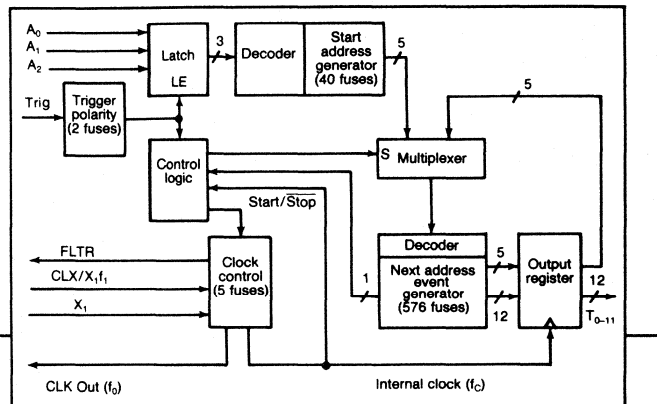 A0
A1
A2
Latch
LE
3
Decoder
Start
address
generator
(40 fuses)
5
5
Trig
Trigger
polarity
(2 fuses)
Control
logic
S Multiplexer
Start/Stop
FLTR
CLX/X1f1
X1
Clock
control
(5 fuses)
1
Decoder
Next address
event
generator
(576 fuses)
5
12
Output
register
12
T0–11
CLK Out (f0)
Internal clock (fC)